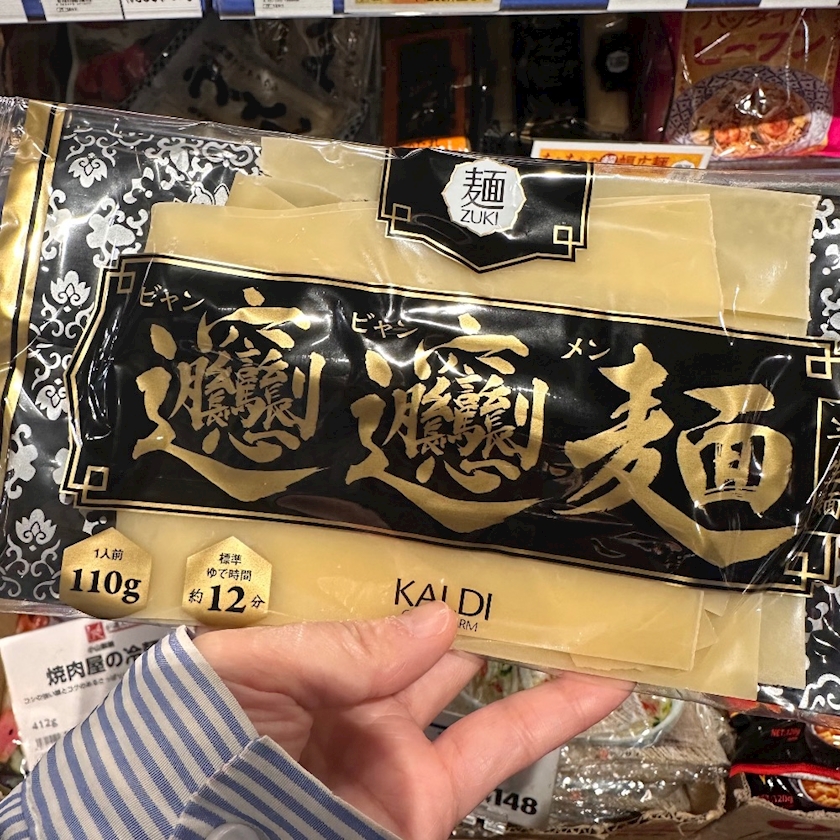 麺
ZUKI
ビャン ビャン メン
𰻞𰻞麺
1人前
110g
標準
ゆで時間
約12分
KALDI
焼肉屋の冷麺
412g
148